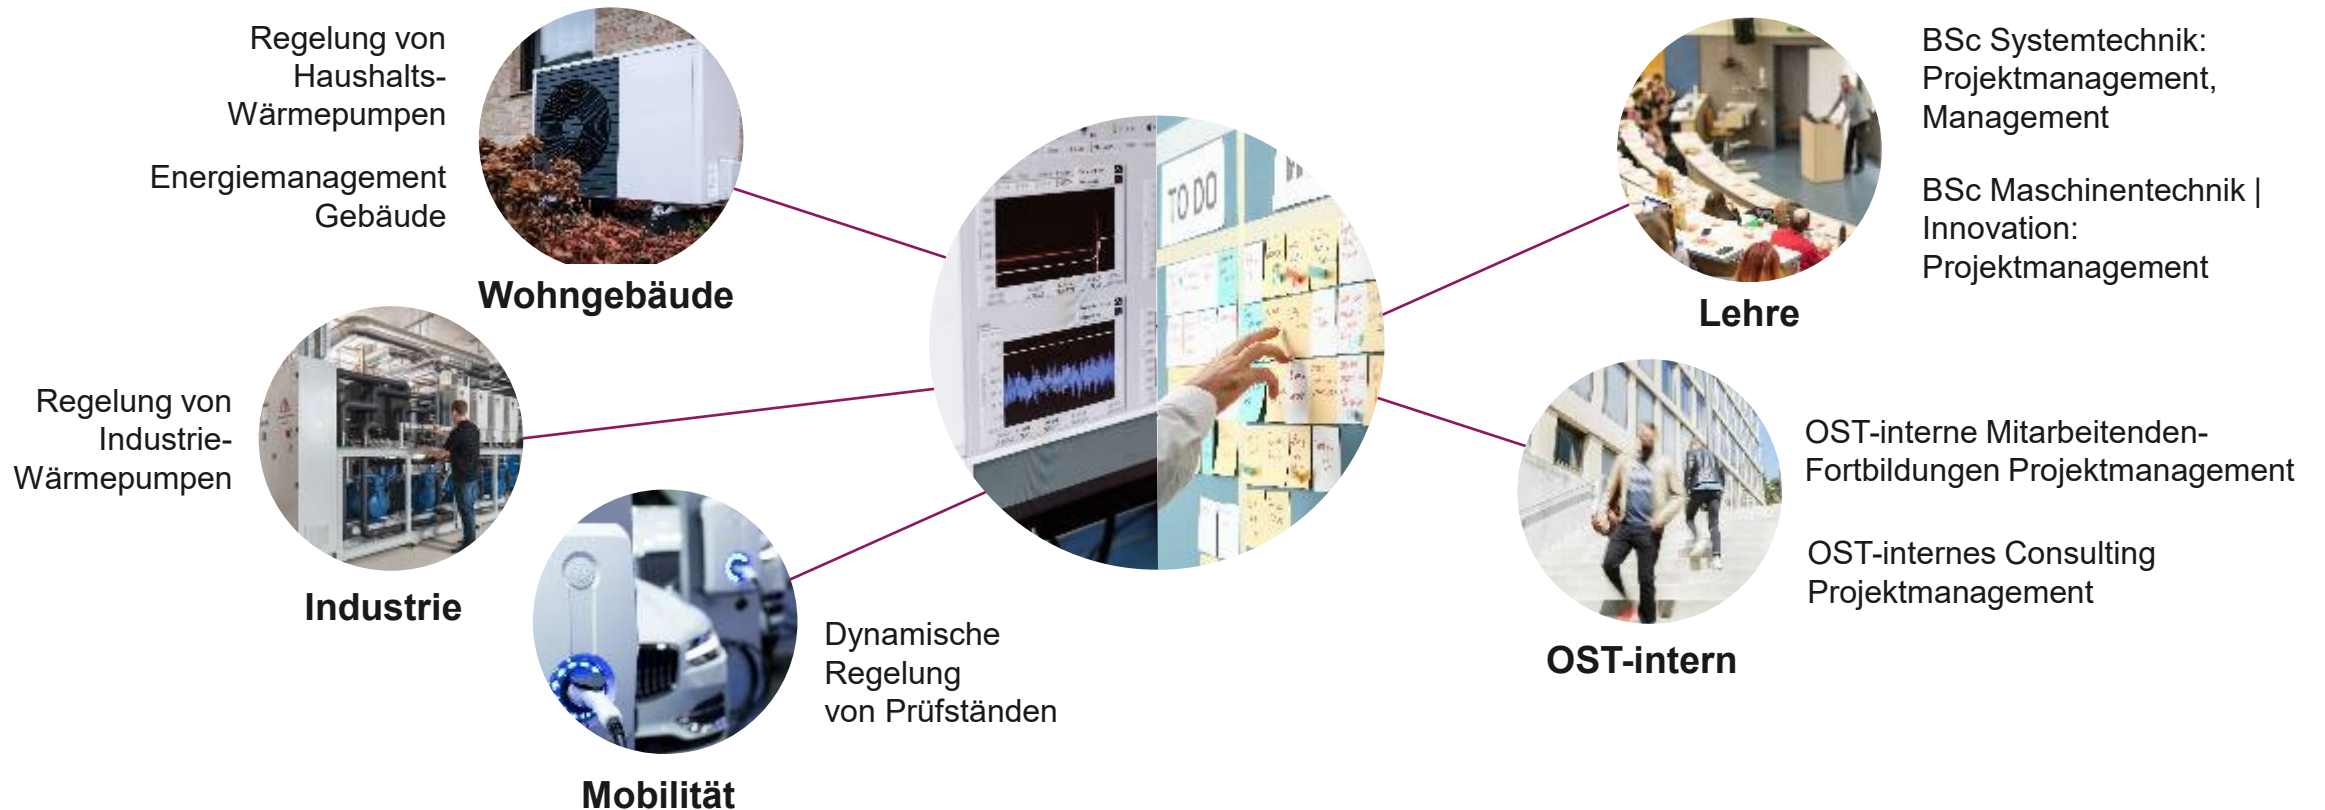 Regelung von
Haushalts-
Wärmepumpen
Energiemanagement
Gebäude
Wohngebäude
Regelung von
Industrie-
Wärmepumpen
Industrie
Dynamische
Regelung
von Prüfständen
Mobilität
TO DO
BSc Systemtechnik:
Projektmanagement,
Management
BSc Maschinentechnik |
Innovation:
Projektmanagement
Lehre
OST-interne Mitarbeitenden-
Fortbildungen Projektmanagement
OST-internes Consulting
Projektmanagement
OST-intern